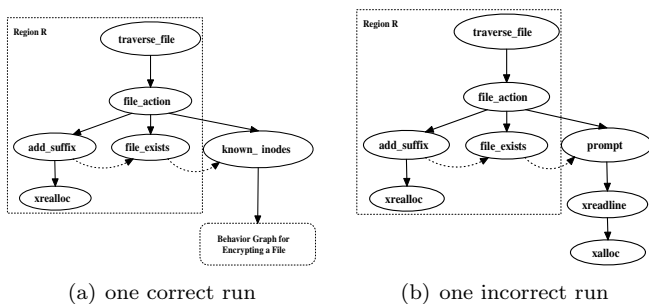 Region R
traverse_file
file_action
add_suffix
file_exists
known_ inodes
xrealloc
Behavior Graph for
Encrypting a File
(a) one correct run
Region R
traverse_file
file_action
add_suffix
file_exists
prompt
xrealloc
xreadline
xalloc
(b) one incorrect run